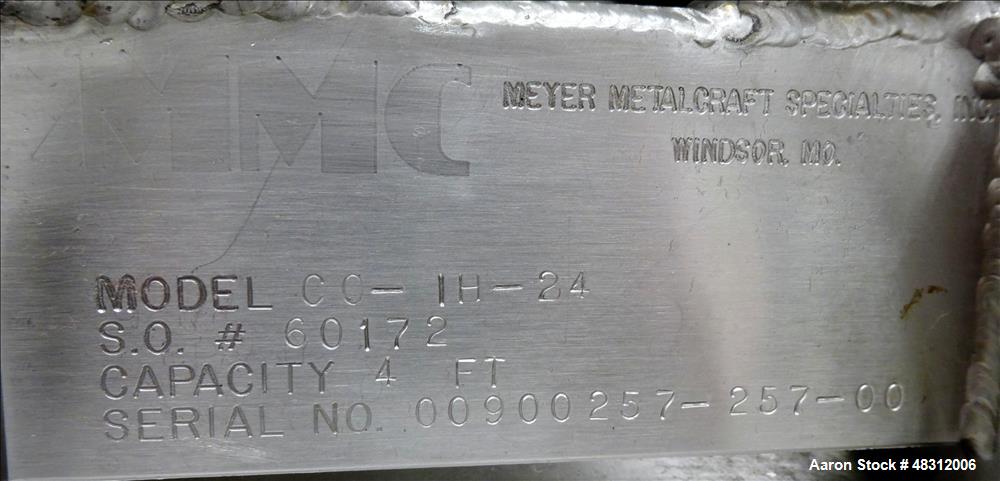 MMC
MEYER METALCRAFT SPECIALTIES, INC.
WINDSOR, MO.
MODEL CC-IH-24
S.O. # 60172
CAPACITY 4 FT
SERIAL NO. 00900257-257-00
Aaron Stock # 48312006